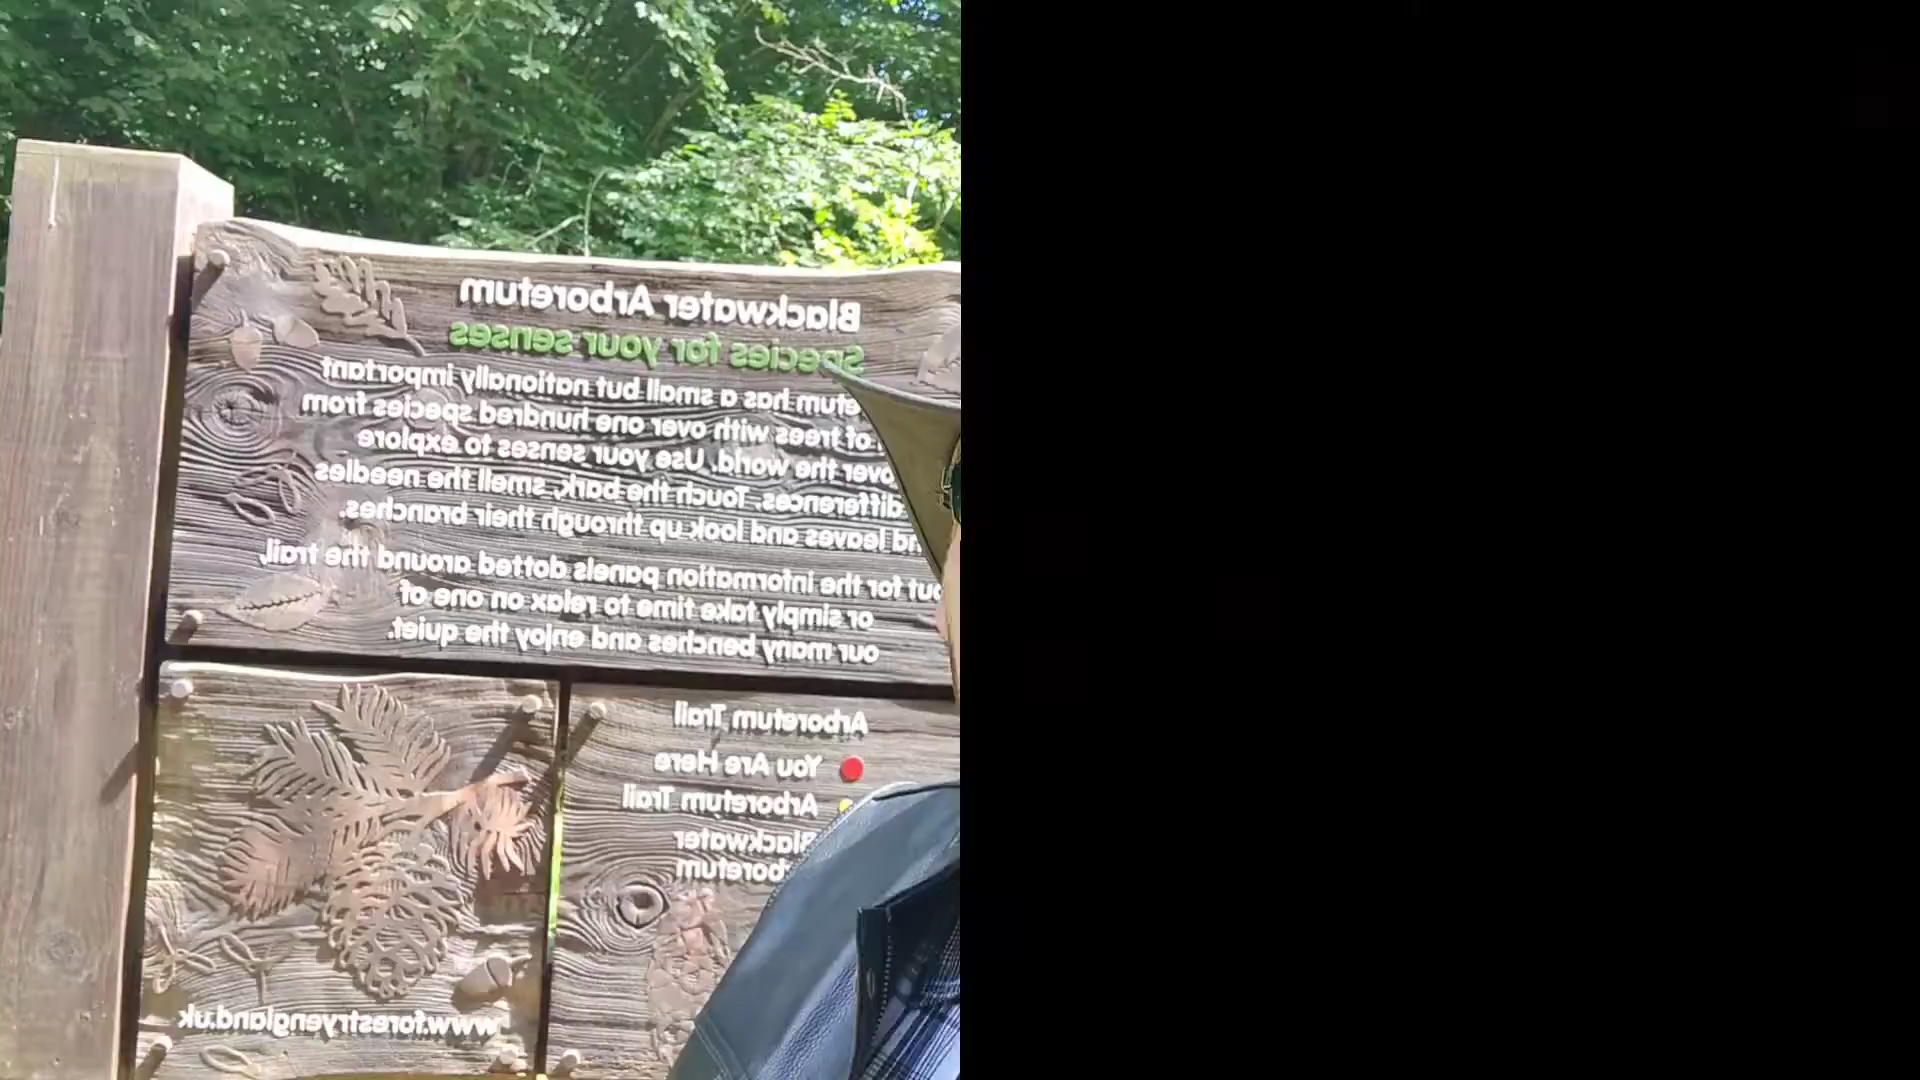 Blackwater Arboretum
Species for your senses
has a small but nationally important
of trees with over one hundred species from
over the world. Use your senses to explore
differences. Touch the bark, smell the needles
leaves and look up through their branches.
for the information panels dotted around the trail,
or simply take time to relax on one of
our many benches and enjoy the quiet.
Arboretum Trail
You Are Here
Arboretum Trail
Blackwater
www.forestryengland.uk